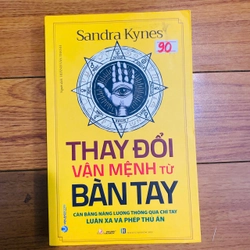 Sandra Kynes
90
THAY ĐỔI
VẬN MỆNH TỪ
BÀN TAY
CÂN BẰNG NĂNG LƯỢNG THÔNG QUA CHỈ TAY
LUÂN XA VÀ PHÉP THỦ ẤN